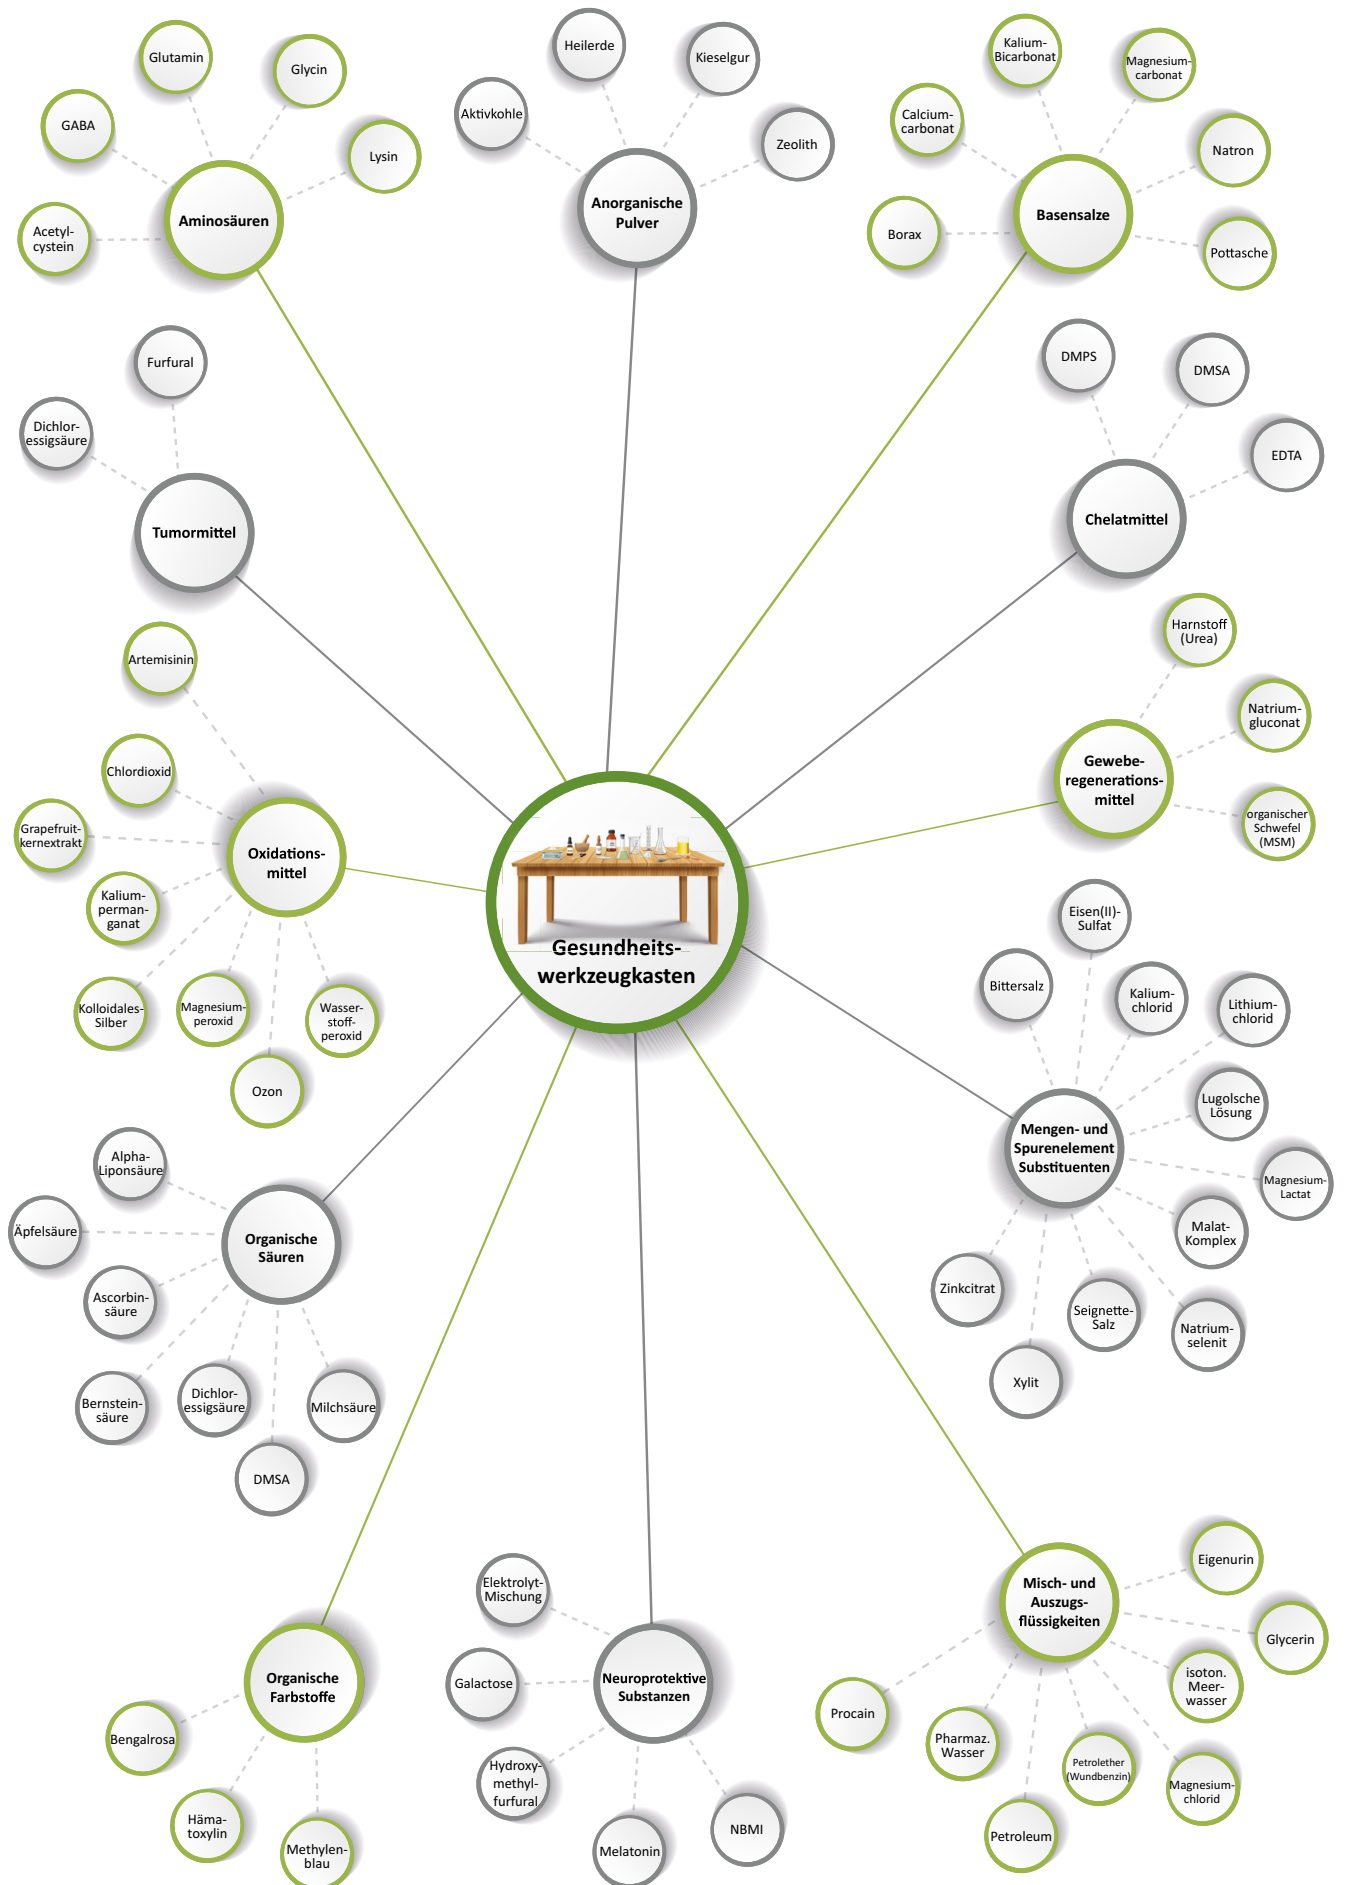 Glutamin
Glycin
GABA
Lysin
Acetyl-
cystein
Aminosäuren
Heilerde
Kieselgur
Aktivkohle
Zeolith
Anorganische
Pulver
Kalium-
Bicarbonat
Magnesium-
carbonat
Calcium-
carbonat
Natron
Borax
Pottasche
Basensalze
Furfural
Dichlor-
essigsäure
Tumormittel
DMPS
DMSA
EDTA
Chelatmittel
Artemisinin
Chlordioxid
Grapefruit-
kernextrakt
Kalium-
perman-
ganat
Kolloidales-
Silber
Magnesium-
peroxid
Wasser-
stoff-
peroxid
Ozon
Oxidations-
mittel
Harnstoff
(Urea)
Natrium-
gluconat
organischer
Schwefel
(MSM)
Gewebe-
regenerations-
mittel
Gesundheits-
werkzeugkasten
Eisen(II)-
Sulfat
Bittersalz
Kalium-
chlorid
Lithium-
chlorid
Lugolsche
Lösung
Magnesium-
Lactat
Malat-
Komplex
Natrium-
selenit
Seignette-
Salz
Xylit
Zinkcitrat
Mengen- und
Spurenelement
Substituenten
Alpha-
Liponsäure
Äpfelsäure
Ascorbin-
säure
Bernstein-
säure
Dichlor-
essigsäure
DMSA
Milchsäure
Organische
Säuren
Organische
Farbstoffe
Bengalrosa
Häma-
toxylin
Methylen-
blau
Elektrolyt-
Mischung
Galactose
Hydroxy-
methyl-
furfural
Melatonin
NBMI
Neuroprotektive
Substanzen
Misch- und
Auszugs-
flüssigkeiten
Eigenurin
Glycerin
isoton.
Meer-
wasser
Magnesium-
chlorid
Petrolether
(Wundbenzin)
Petroleum
Pharmaz.
Wasser
Procain